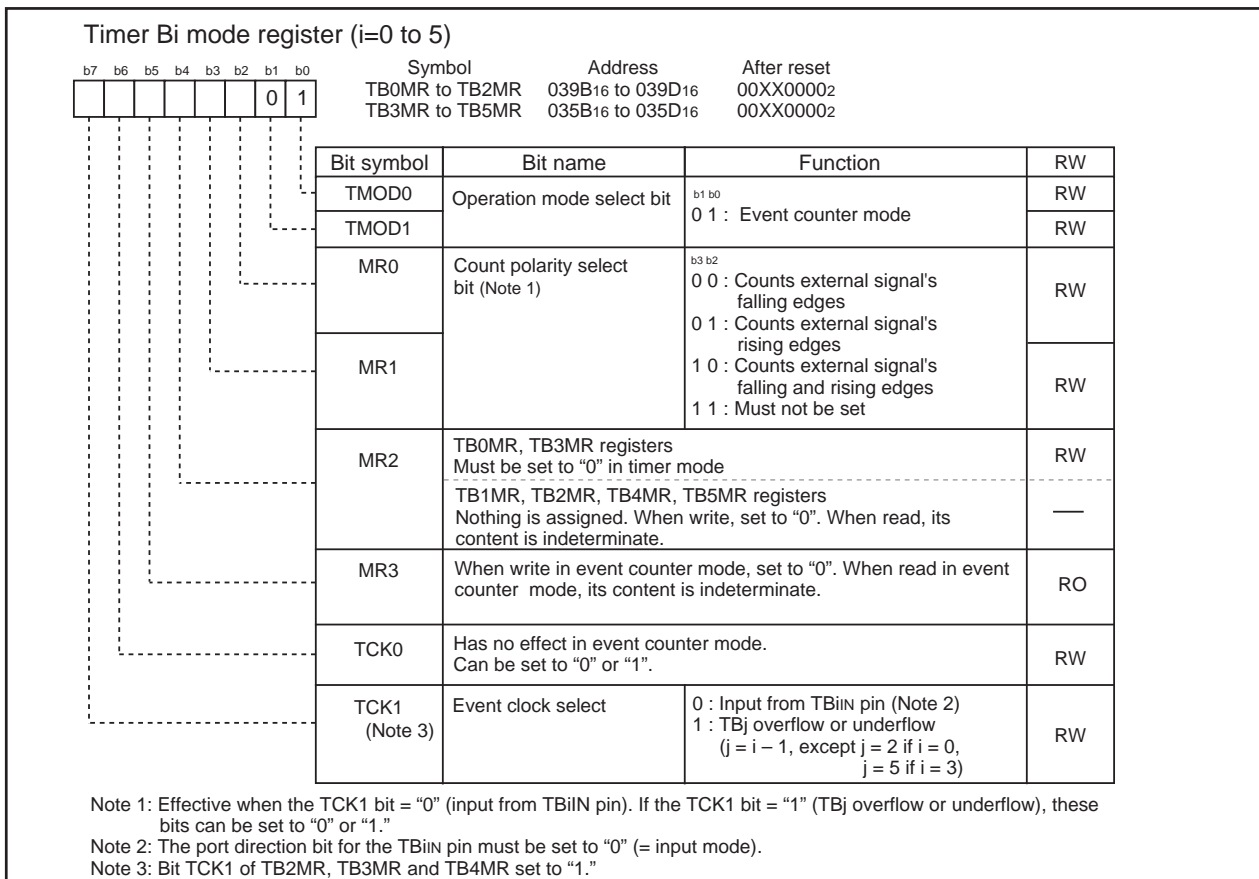 Timer Bi mode register (i=0 to 5)
b7 b6 b5 b4 b3 b2 b1 b0
0 1
Symbol Address After reset
TB0MR to TB2MR 039B16 to 039D16 00XX00002
TB3MR to TB5MR 035B16 to 035D16 00XX00002
Bit symbol Bit name Function RW
TMOD0 Operation mode select bit b1 b0 RW
0 1 : Event counter mode
TMOD1 RW
MR0 Count polarity select b3 b2
bit (Note 1) 0 0 : Counts external signal's RW
falling edges
0 1 : Counts external signal's
rising edges
MR1 1 0 : Counts external signal's RW
falling and rising edges
1 1 : Must not be set
MR2 TB0MR, TB3MR registers RW
Must be set to “0” in timer mode
TB1MR, TB2MR, TB4MR, TB5MR registers —
Nothing is assigned. When write, set to “0”. When read, its
content is indeterminate.
MR3 When write in event counter mode, set to “0”. When read in event RO
counter mode, its content is indeterminate.
TCK0 Has no effect in event counter mode. RW
Can be set to “0” or “1”.
TCK1 Event clock select 0 : Input from TBiIN pin (Note 2) RW
(Note 3) 1 : TBj overflow or underflow
(j = i – 1, except j = 2 if i = 0,
j = 5 if i = 3)
Note 1: Effective when the TCK1 bit = “0” (input from TBiIN pin). If the TCK1 bit = “1” (TBj overflow or underflow), these
bits can be set to “0” or “1.”
Note 2: The port direction bit for the TBiIN pin must be set to “0” (= input mode).
Note 3: Bit TCK1 of TB2MR, TB3MR and TB4MR set to “1.”